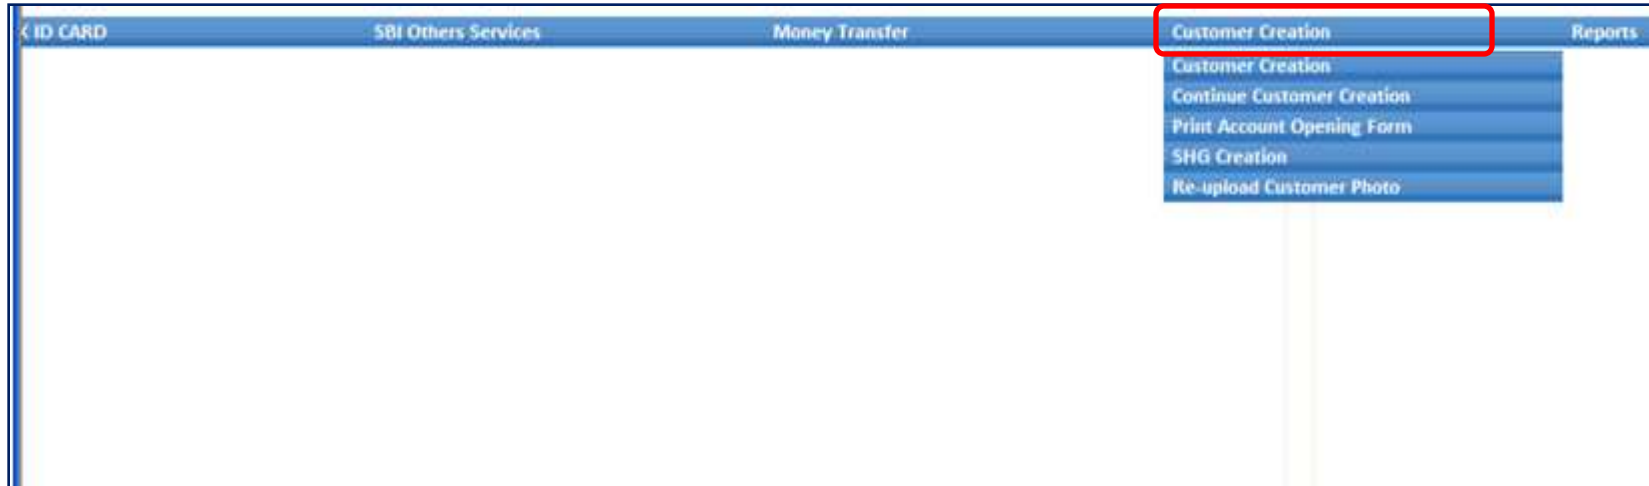 ID CARD SBI Others Services Money Transfer Customer Creation Reports
Customer Creation
Continue Customer Creation
Print Account Opening Form
SHG Creation
Re-upload Customer Photo